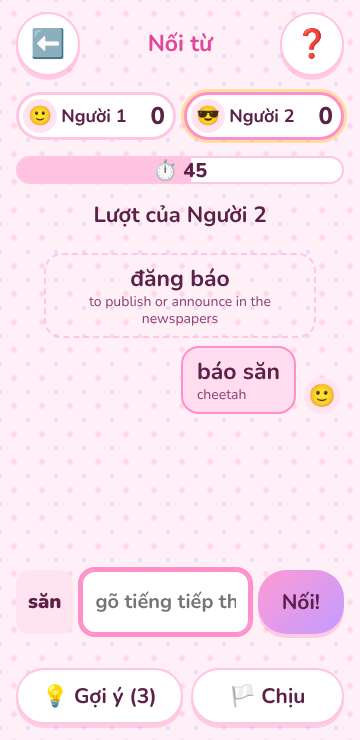 Nối từ
Người 1 0
Người 2 0
45
Lượt của Người 2
đăng báo
to publish or announce in the
newspapers
báo săn
cheetah
săn
gõ tiếng tiếp th
Nối!
Gợi ý (3)
Chịu